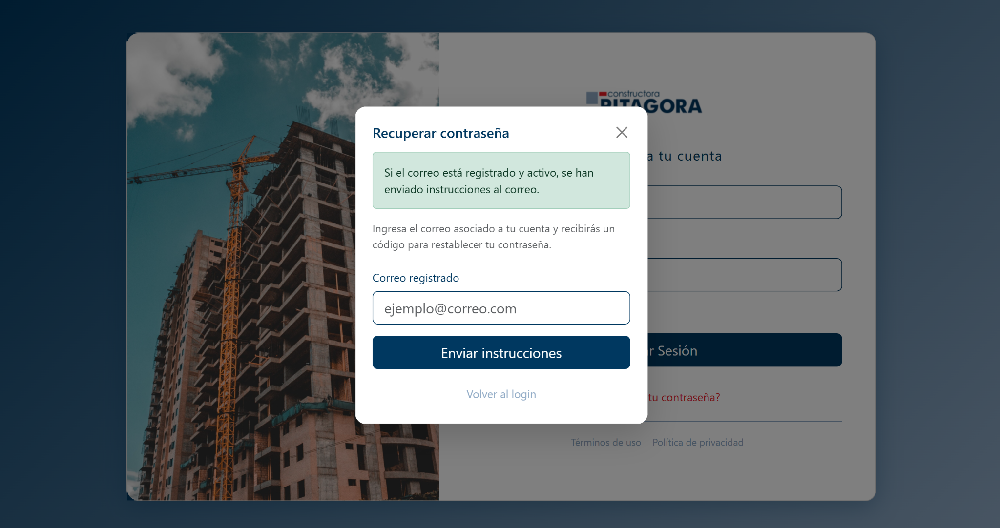 constructora
PITAGORA
Recuperar contraseña
a tu cuenta
Si el correo está registrado y activo, se han
enviado instrucciones al correo.
Ingresa el correo asociado a tu cuenta y recibirás un
código para restablecer tu contraseña.
Correo registrado
ejemplo@correo.com
Enviar instrucciones
r Sesión
Volver al login
tu contraseña?
Términos de uso Política de privacidad